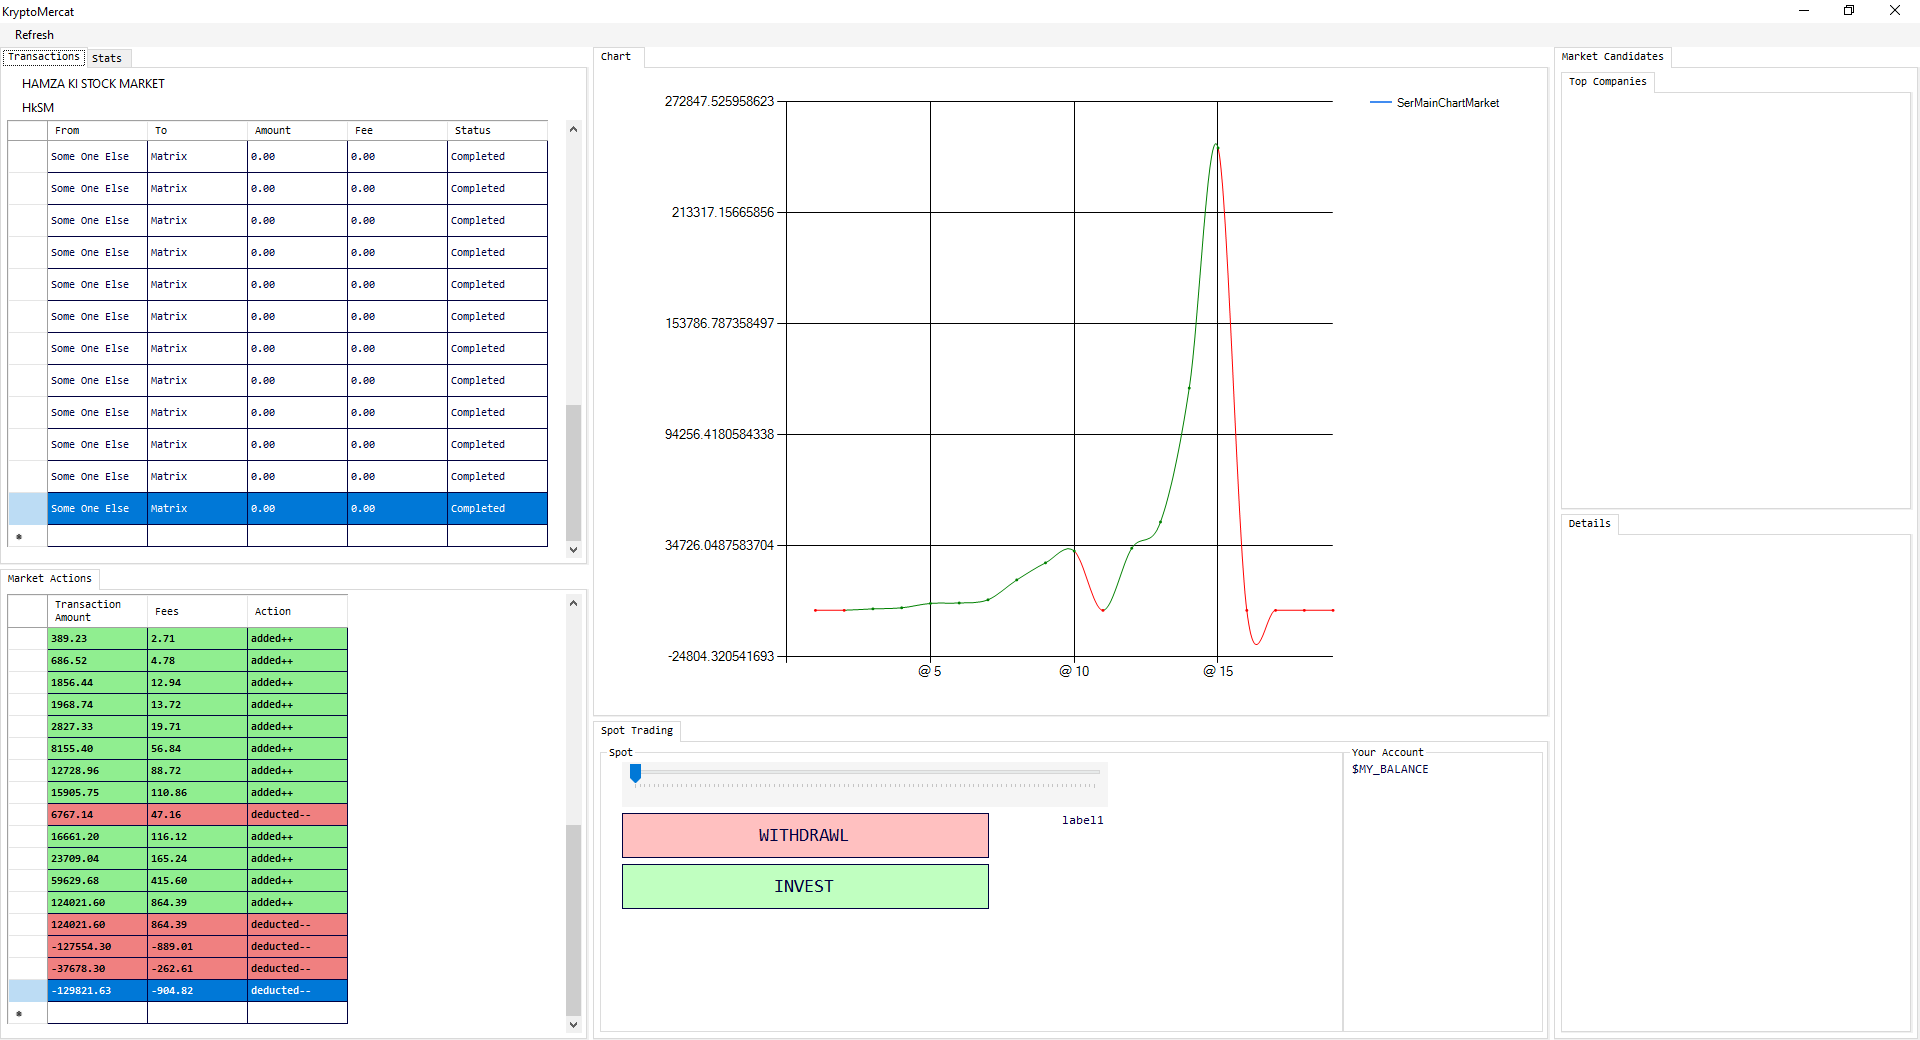 KryptoMercat
Refresh
Transactions Stats
HAMZA KI STOCK MARKET
HkSM
From To Amount Fee Status
Some One Else Matrix 0.00 0.00 Completed
Some One Else Matrix 0.00 0.00 Completed
Some One Else Matrix 0.00 0.00 Completed
Some One Else Matrix 0.00 0.00 Completed
Some One Else Matrix 0.00 0.00 Completed
Some One Else Matrix 0.00 0.00 Completed
Some One Else Matrix 0.00 0.00 Completed
Some One Else Matrix 0.00 0.00 Completed
Some One Else Matrix 0.00 0.00 Completed
Some One Else Matrix 0.00 0.00 Completed
Some One Else Matrix 0.00 0.00 Completed
Some One Else Matrix 0.00 0.00 Completed
*
Market Actions
Transaction Amount Fees Action
389.23 2.71 added++
686.52 4.78 added++
1856.44 12.94 added++
1968.74 13.72 added++
2827.33 19.71 added++
8155.40 56.84 added++
12728.96 88.72 added++
15905.75 110.86 added++
6767.14 47.16 deducted--
16661.20 116.12 added++
23709.04 165.24 added++
59629.68 415.60 added++
124021.60 864.39 added++
124021.60 864.39 deducted--
-127554.30 -889.01 deducted--
-37678.30 -262.61 deducted--
-129821.63 -904.82 deducted--
*
Chart
272847.525958623
213317.15665856
153786.787358497
94256.4180584338
34726.0487583704
-24804.320541693
@ 5 @ 10 @ 15
SerMainChartMarket
Spot Trading
Spot
label1
WITHDRAWL
INVEST
Your Account
$MY_BALANCE
Market Candidates
Top Companies
Details